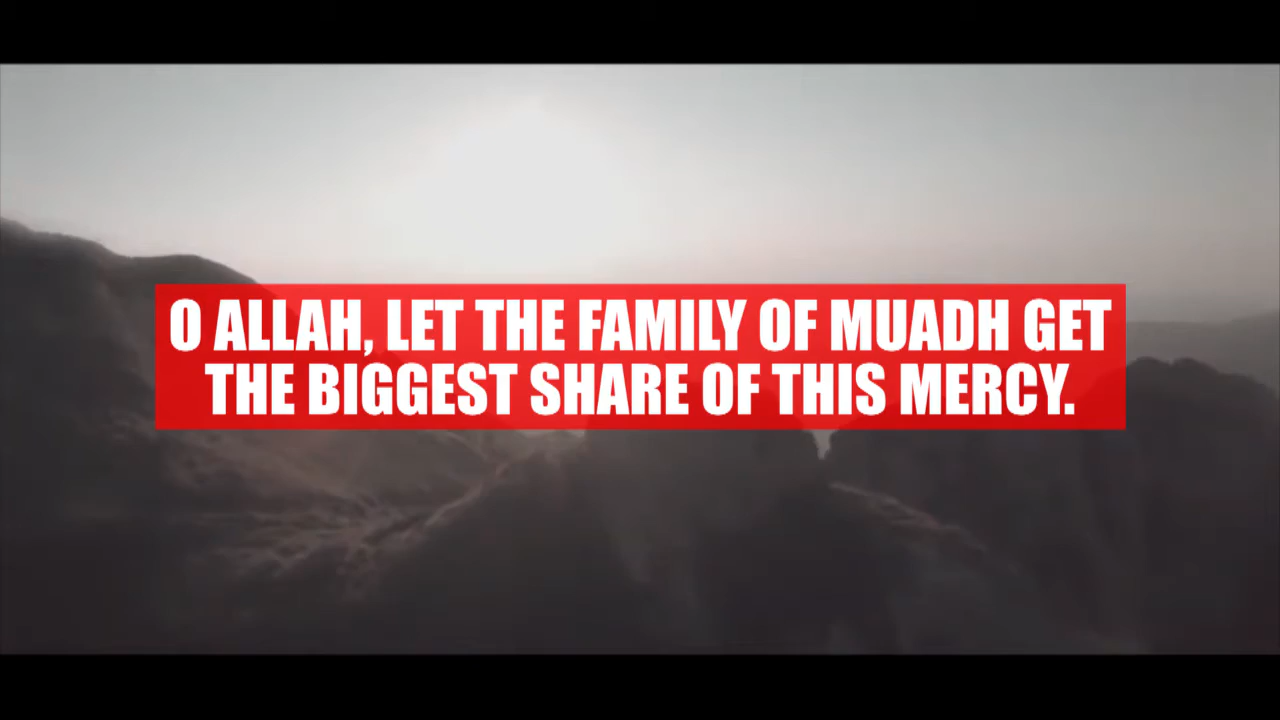 O ALLAH, LET THE FAMILY OF MUADH GET
THE BIGGEST SHARE OF THIS MERCY.